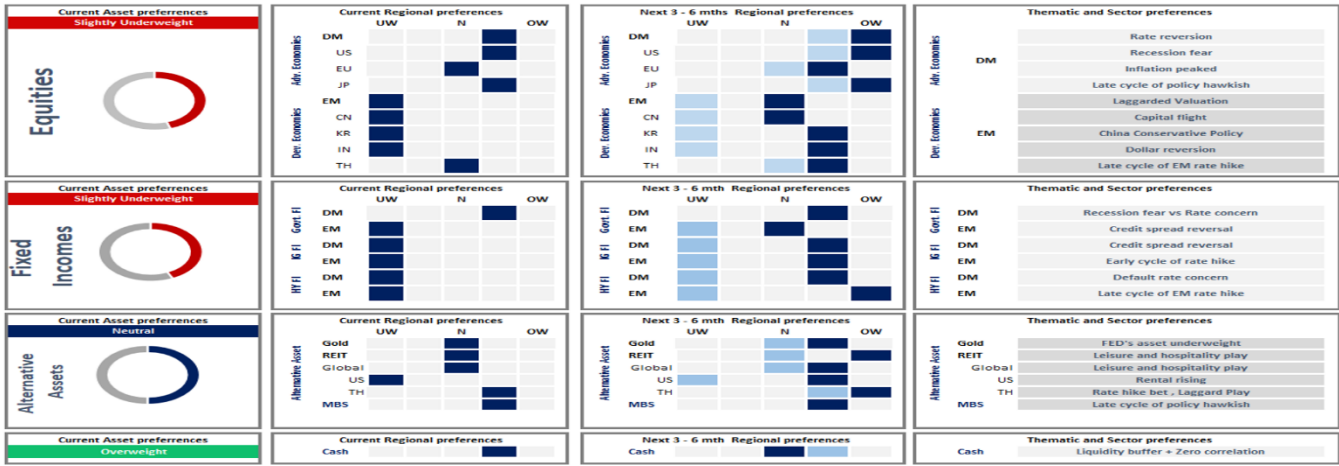 Current Asset preferrences
Slightly Underweight
Equities
Current Regional preferences
UW N OW
Adv. Economies
DM
US
EU
JP
Dev. Economies
EM
CN
KR
IN
TH
Next 3 - 6 mths Regional preferences
UW N OW
Adv. Economies
DM
US
EU
JP
Dev. Economies
EM
CN
KR
IN
TH
Thematic and Sector preferences
Adv. Economies
DM
Rate reversion
Recession fear
Inflation peaked
Late cycle of policy hawkish
Dev. Economies
EM
Laggarded Valuation
Capital flight
China Conservative Policy
Dollar reversion
Late cycle of EM rate hike
Current Asset preferrences
Slightly Underweight
Fixed
Incomes
Current Regional preferences
UW N OW
Govt. FI
DM
EM
IG FI
DM
EM
HY FI
DM
EM
Next 3 - 6 mth Regional preferences
UW N OW
Govt. FI
DM
EM
IG FI
DM
EM
HY FI
DM
EM
Thematic and Sector preferences
Govt. FI
DM Recession fear vs Rate concern
EM Credit spread reversal
IG FI
DM Credit spread reversal
EM Early cycle of rate hike
HY FI
DM Default rate concern
EM Late cycle of EM rate hike
Current Asset preferrences
Neutral
Alternative
Assets
Current Regional preferences
UW N OW
Alternative Asset
Gold
REIT
Global
US
TH
MBS
Next 3 - 6 mth Regional preferences
UW N OW
Alternative Asset
Gold
REIT
Global
US
TH
MBS
Thematic and Sector preferences
Alternative Asset
Gold FED's asset underweight
REIT Leisure and hospitality play
Global Leisure and hospitality play
US Rental rising
TH Rate hike bet , Laggard Play
MBS Late cycle of policy hawkish
Current Asset preferrences
Overweight
Current Regional preferences
Cash
Next 3 - 6 mth Regional preferences
Cash
Thematic and Sector preferences
Cash Liquidity buffer + Zero correlation